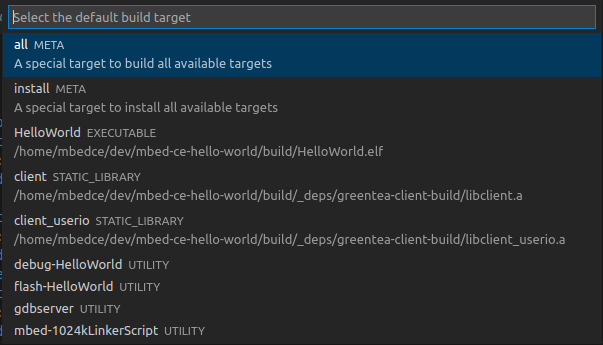 Select the default build target
all META
A special target to build all available targets
install META
A special target to install all available targets
HelloWorld EXECUTABLE
/home/mbedce/dev/mbed-ce-hello-world/build/HelloWorld.elf
client STATIC_LIBRARY
/home/mbedce/dev/mbed-ce-hello-world/build/_deps/greentea-client-build/libclient.a
client_userio STATIC_LIBRARY
/home/mbedce/dev/mbed-ce-hello-world/build/_deps/greentea-client-build/libclient_userio.a
debug-HelloWorld UTILITY
flash-HelloWorld UTILITY
gdbserver UTILITY
mbed-1024kLinkerScript UTILITY